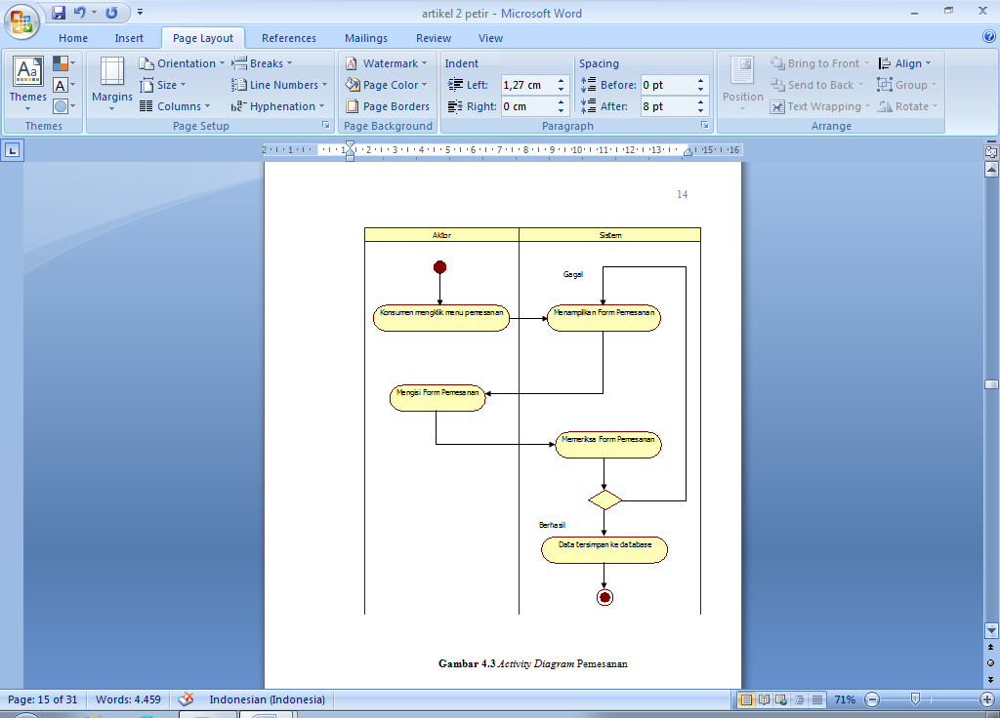 artikel 2 petir - Microsoft Word
Home Insert Page Layout References Mailings Review View
Aa Themes
Themes
A
Margins
Orientation
Size
Columns
Breaks
Line Numbers
Hyphenation
Page Setup
Watermark
Page Color
Page Borders
Page Background
Indent
Left: 1,27 cm
Right: 0 cm
Spacing
Before: 0 pt
After: 8 pt
Paragraph
Position
Bring to Front
Send to Back
Text Wrapping
Align
Group
Rotate
Arrange
2 1 1 2 3 4 5 6 7 8 9 10 11 12 13 15 16
14
Aktor Sistem
Gagal
Konsumen mengklik menu pemesanan Menampilkan Form Pemesanan
Mengisi Form Pemesanan
Memeriksa Form Pemesanan
Berhasil
Data tersimpan ke database
Gambar 4.3 Activity Diagram Pemesanan
Page: 15 of 31 Words: 4.459 Indonesian (Indonesia) 71%